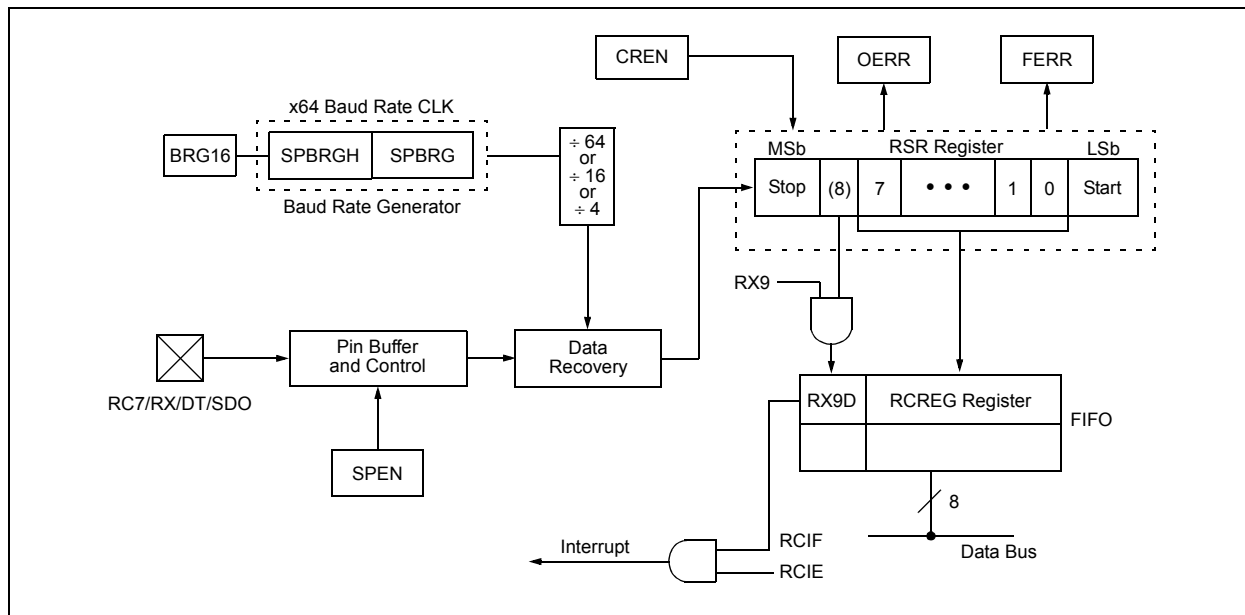 CREN
OERR
FERR
x64 Baud Rate CLK
BRG16
SPBRGH
SPBRG
Baud Rate Generator
÷ 64
or
÷ 16
or
÷ 4
MSb
RSR Register
LSb
Stop
(8)
7
• • •
1
0
Start
RX9
Pin Buffer
and Control
Data
Recovery
RC7/RX/DT/SDO
SPEN
RX9D
RCREG Register
FIFO
8
Data Bus
Interrupt
RCIF
RCIE